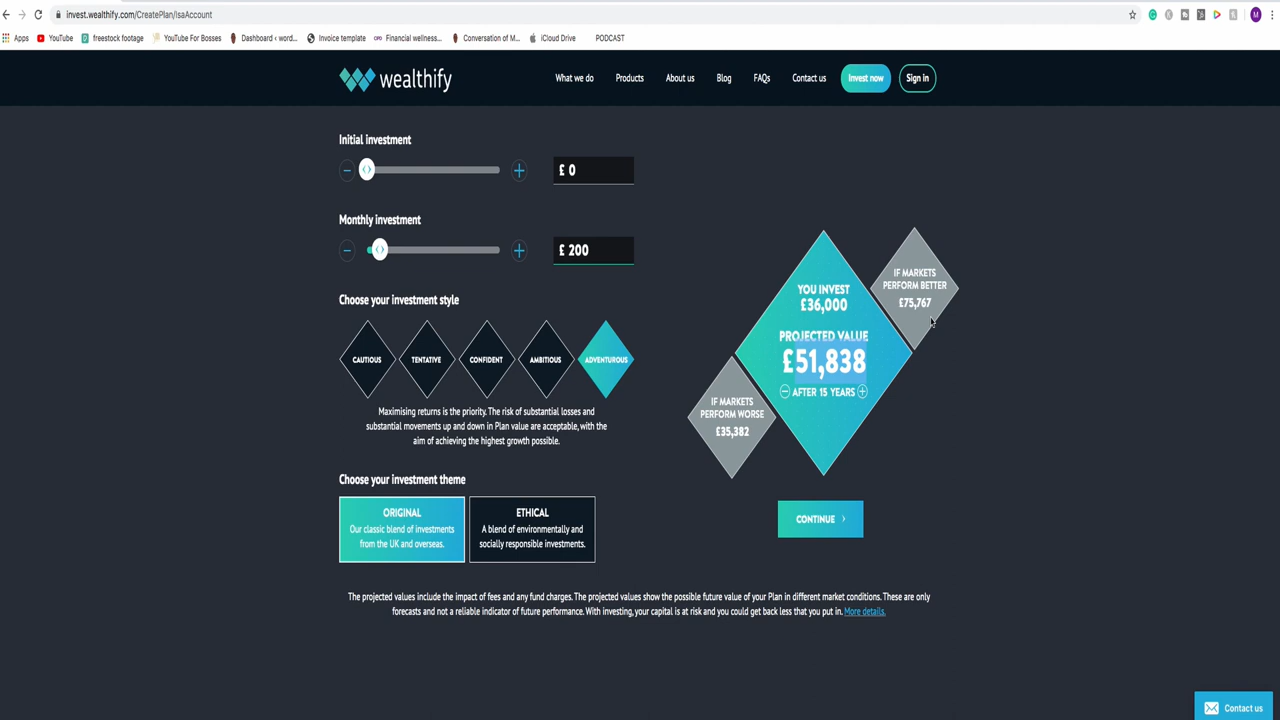 invest.wealthify.com/CreatePlan/IsaAccount
M
Apps YouTube freestock footage YouTube For Bosses Dashboard ‹ word... Invoice template Financial wellness... Conversation of M... iCloud Drive PODCAST
wealthify
What we do Products About us Blog FAQs Contact us Invest now Sign in
Initial investment
£ 0
Monthly investment
£ 200
Choose your investment style
CAUTIOUS TENTATIVE CONFIDENT AMBITIOUS ADVENTUROUS
Maximising returns is the priority. The risk of substantial losses and
substantial movements up and down in Plan value are acceptable, with the
aim of achieving the highest growth possible.
Choose your investment theme
ORIGINAL
Our classic blend of investments
from the UK and overseas.
ETHICAL
A blend of environmentally and
socially responsible investments.
IF MARKETS
PERFORM BETTER
£75,767
YOU INVEST
£36,000
PROJECTED VALUE
£51,838
AFTER 15 YEARS
IF MARKETS
PERFORM WORSE
£35,382
CONTINUE
The projected values include the impact of fees and any fund charges. The projected values show the possible future value of your Plan in different market conditions. These are only
forecasts and not a reliable indicator of future performance. With investing, your capital is at risk and you could get back less that you put in. More details.
Contact us